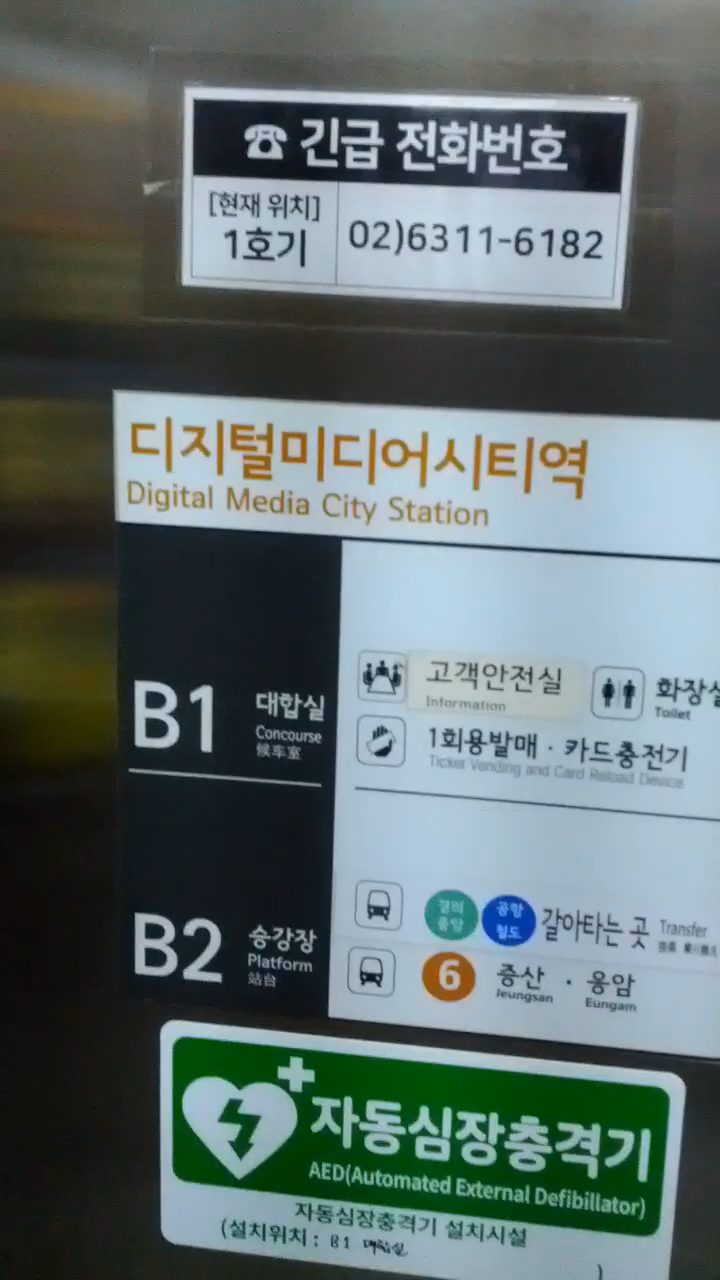 ☎ 긴급 전화번호
[현재 위치]
1호기
02)6311-6182
디지털미디어시티역
Digital Media City Station
B1 대합실
Concourse
候车室
고객안전실
Information
화장실
Toilet
1회용발매 · 카드충전기
Ticket Vending and Card Reload Device
B2 승강장
Platform
站台
경의
중앙
공항
철도
갈아타는 곳 Transfer
6 증산 · 응암
Jeungsan Eungam
자동심장충격기
AED(Automated External Defibillator)
자동심장충격기 설치시설
(설치위치 : B1 대합실 )